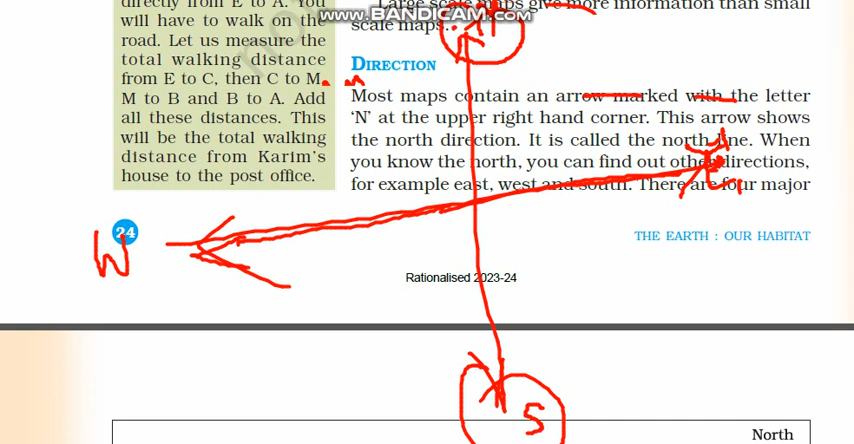 directly from E to A. You
will have to walk on the
road. Let us measure the
total walking distance
from E to C, then C to M,
M to B and B to A. Add
all these distances. This
will be the total walking
distance from Karim's
house to the post office.
www.BANDICAM.com
Large scale maps give more information than small
scale maps.
DIRECTION
Most maps contain an arrow marked with the letter
‘N’ at the upper right hand corner. This arrow shows
the north direction. It is called the north line. When
you know the north, you can find out other directions,
for example east, west and south. There are four major
24
W
THE EARTH : OUR HABITAT
Rationalised 2023-24
S
North